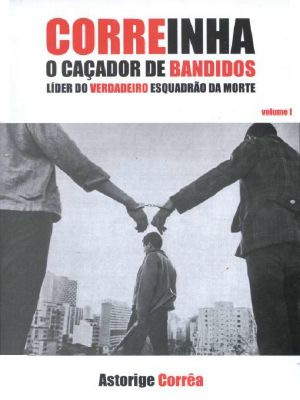 CORREINHA
O CAÇADOR DE BANDIDOS
LÍDER DO VERDADEIRO ESQUADRÃO DA MORTE
volume I
Astorige Corrêa